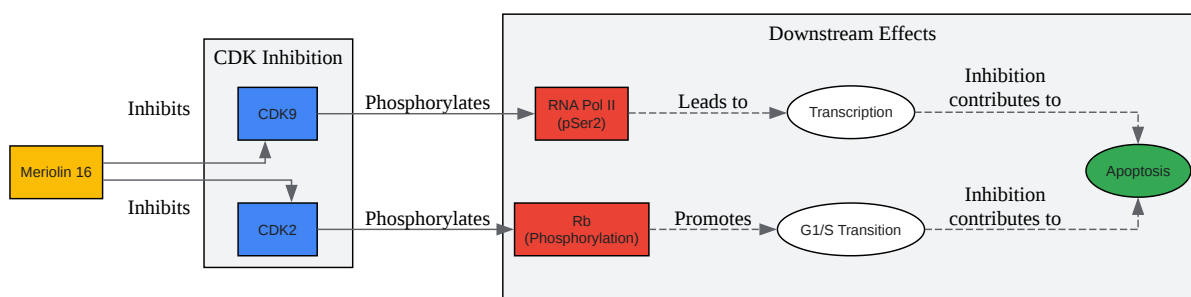 Downstream Effects
CDK Inhibition
Inhibits
CDK9
Phosphorylates
RNA Pol II
(pSer2)
Leads to
Transcription
Inhibition
contributes to
Meriolin 16
Apoptosis
Inhibits
CDK2
Phosphorylates
Rb
(Phosphorylation)
Promotes
G1/S Transition
Inhibition
contributes to